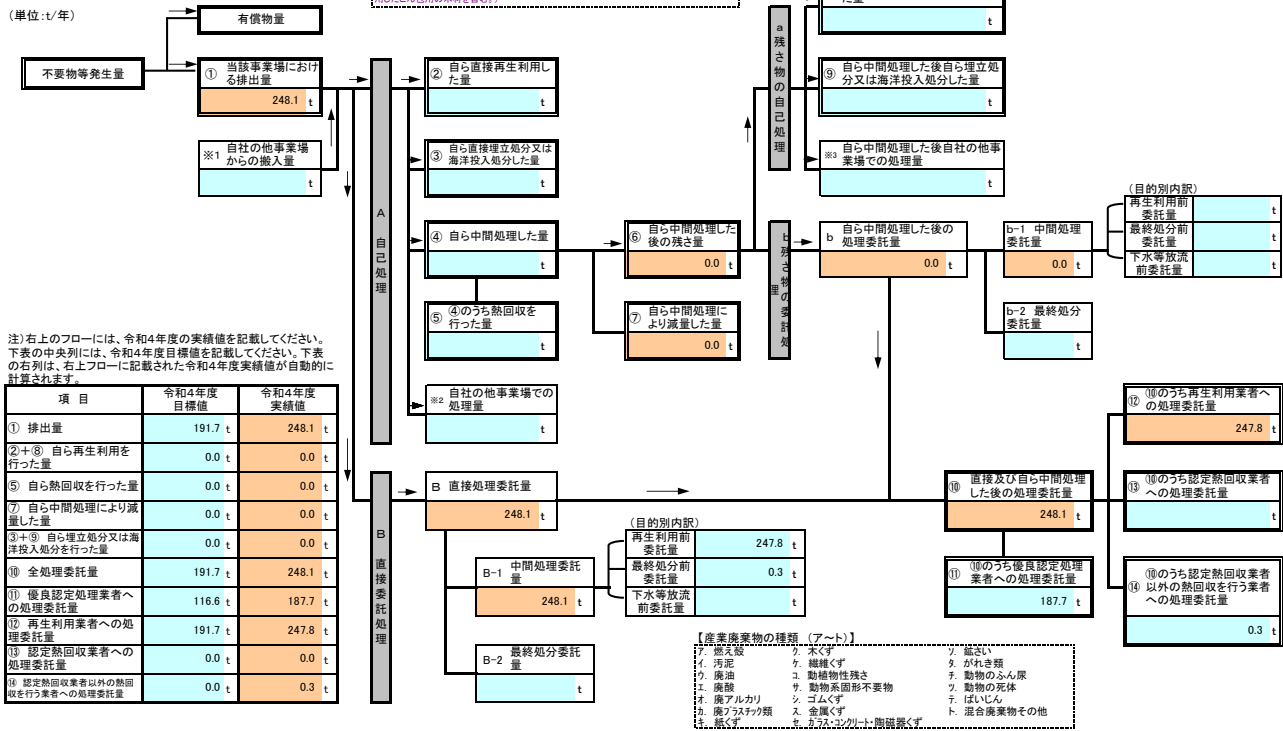 (単位:t/年)
有償物量
不要物等発生量
① 当該事業場におけ
る排出量
248.1 t
※1 自社の他事業場
からの搬入量
t
A 自己処理
② 自ら直接再生利用し
た量
t
③ 自ら直接埋立処分又は
海洋投入処分した量
t
④ 自ら中間処理した量
t
⑤ ④のうち熱回収を
行った量
t
※2 自社の他事業場での
処理量
t
⑥ 自ら中間処理した
後の残さ量
0.0 t
⑦ 自ら中間処理に
より減量した量
0.0 t
a 残さ物の自己処理
た量
t
⑨ 自ら中間処理した後自ら埋立処
分又は海洋投入処分した量
t
※3 自ら中間処理した後自社の他事
業場での処理量
t
b 残さ物の委託処理
b 自ら中間処理した後の
処理委託量
0.0 t
b-1 中間処理
委託量
0.0 t
b-2 最終処分
委託量
t
(目的別内訳)
再生利用前
委託量 t
最終処分前
委託量 t
下水等放流
前委託量 t
注)右上のフローには、令和4年度の実績値を記載してください。
下表の中央列には、令和4年度目標値を記載してください。下表
の右列は、右上フローに記載された令和4年度実績値が自動的に
計算されます。
項 目 令和4年度目標値 令和4年度実績値
① 排出量 191.7 t 248.1 t
②+⑧ 自ら再生利用を行った量 0.0 t 0.0 t
⑤ 自ら熱回収を行った量 0.0 t 0.0 t
⑦ 自ら中間処理により減量した量 0.0 t 0.0 t
③+⑨ 自ら埋立処分又は海洋投入処分を行った量 0.0 t 0.0 t
⑩ 全処理委託量 191.7 t 248.1 t
⑪ 優良認定処理業者への処理委託量 116.6 t 187.7 t
⑫ 再生利用業者への処理委託量 191.7 t 247.8 t
⑬ 認定熱回収業者への処理委託量 0.0 t 0.0 t
⑭ 認定熱回収業者以外の熱回収を行う業者への処理委託量 0.0 t 0.3 t
B 直接委託処理
B 直接処理委託量
248.1 t
B-1 中間処理委託
量
248.1 t
B-2 最終処分委託
量
t
(目的別内訳)
再生利用前
委託量 247.8 t
最終処分前
委託量 0.3 t
下水等放流
前委託量 t
⑩ 直接及び自ら中間処理
した後の処理委託量
248.1 t
⑪ ⑩のうち優良認定処理
業者への処理委託量
187.7 t
⑫ ⑩のうち再生利用業者へ
の処理委託量
247.8 t
⑬ ⑩のうち認定熱回収業者
への処理委託量
t
⑭ ⑩のうち認定熱回収業者
以外の熱回収を行う業者
への処理委託量
0.3 t
【産業廃棄物の種類 (ア~ト)】
ア. 燃え殻 ク. 木くず ソ. 鉱さい
イ. 汚泥 ケ. 繊維くず タ. がれき類
ウ. 廃油 コ. 動植物性残さ チ. 動物のふん尿
エ. 廃酸 サ. 動物系固形不要物 ツ. 動物の死体
オ. 廃アルカリ シ. ゴムくず テ. ばいじん
カ. 廃プラスチック類 ス. 金属くず ト. 混合廃棄物その他
キ. 紙くず セ. ガラス・コンクリート・陶磁器くず